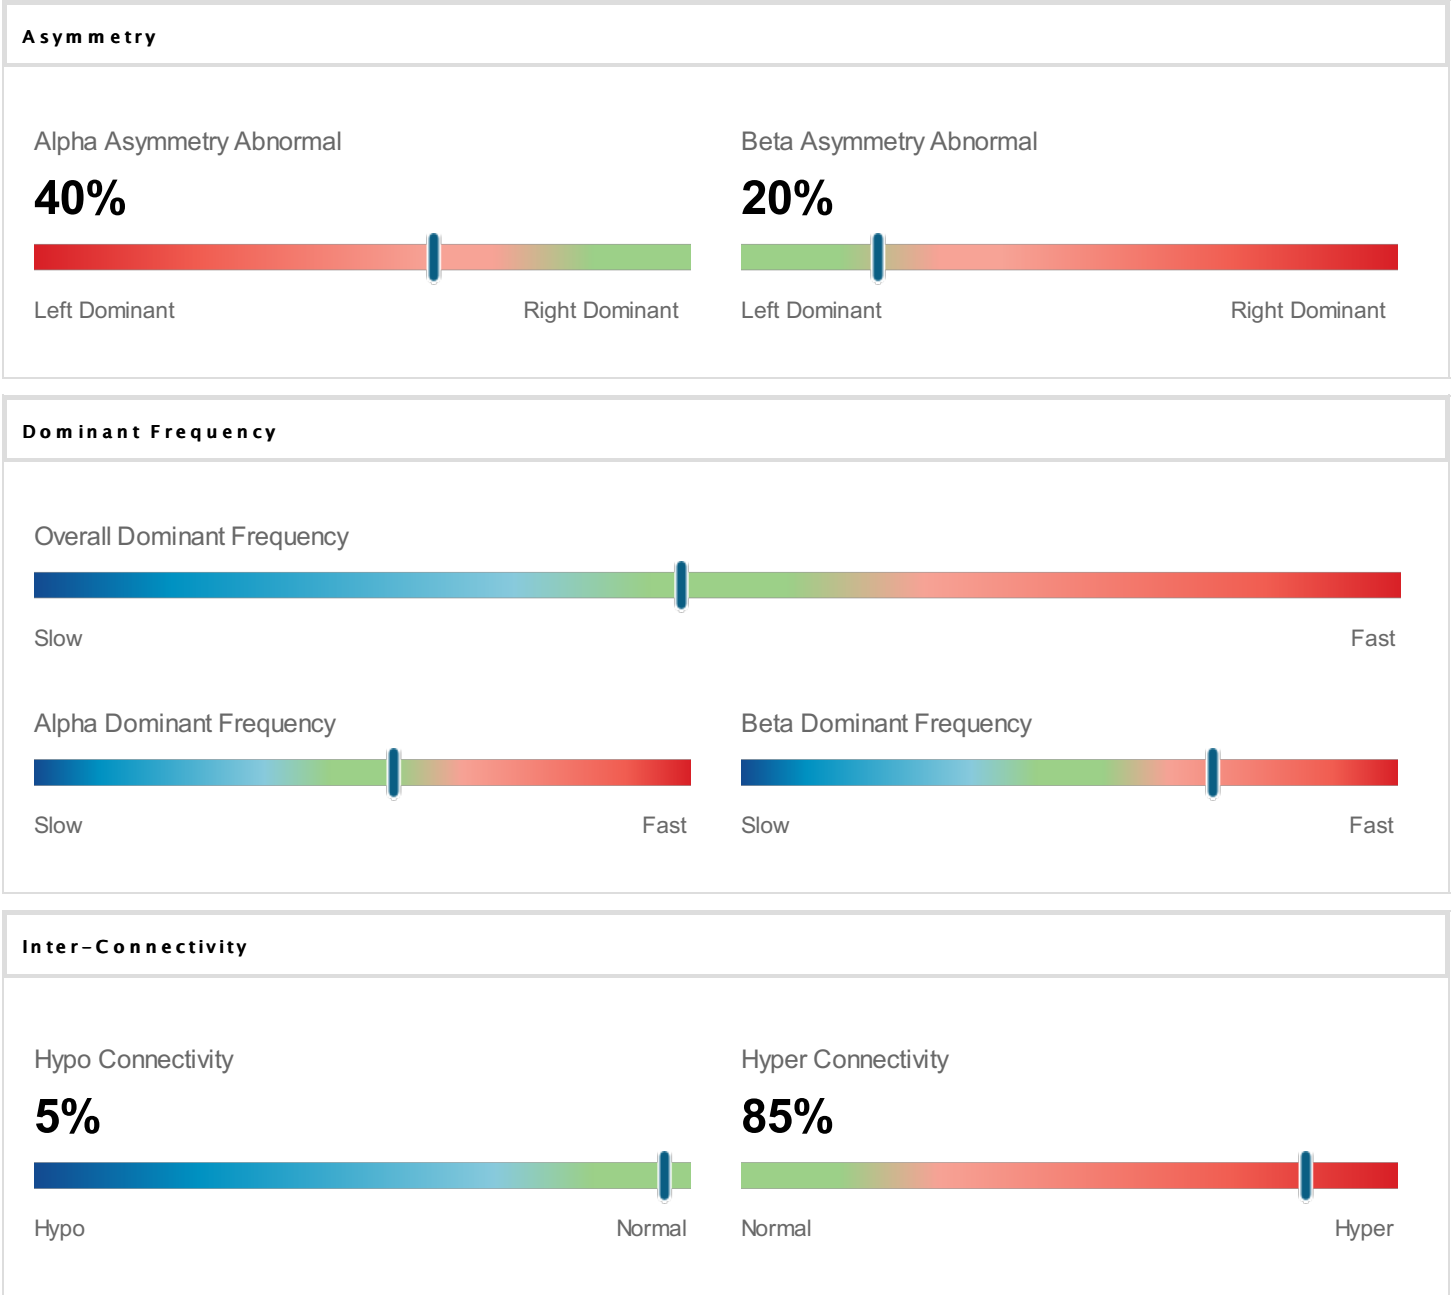 Asymmetry
Alpha Asymmetry Abnormal
Beta Asymmetry Abnormal
40%
20%
Left Dominant
Right Dominant
Left Dominant
Right Dominant
Dominant Frequency
Overall Dominant Frequency
Slow
Fast
Alpha Dominant Frequency
Beta Dominant Frequency
Slow
Fast
Slow
Fast
Inter-Connectivity
Hypo Connectivity
Hyper Connectivity
5%
85%
Hypo
Normal
Normal
Hyper